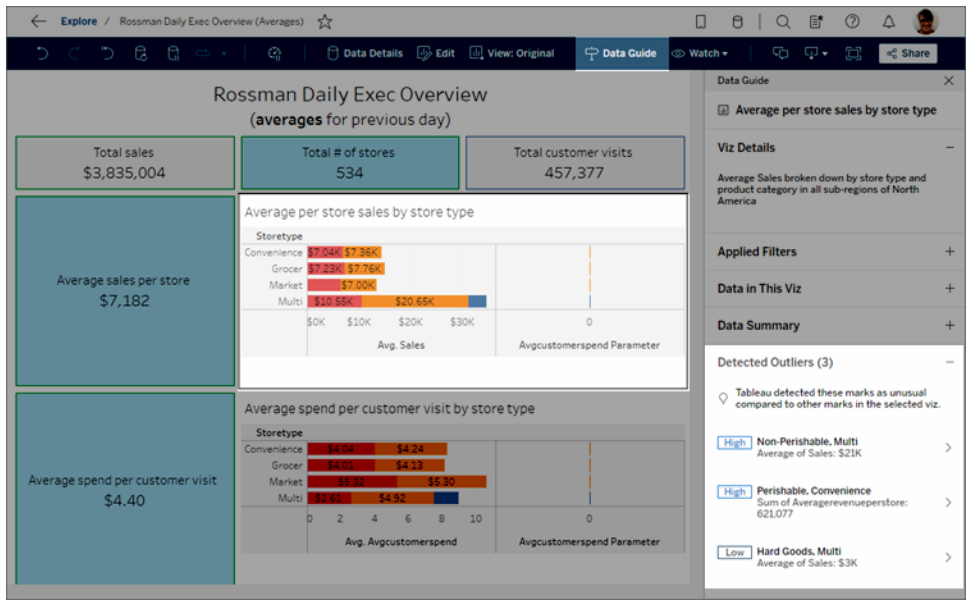 Explore / Rossman Daily Exec Overview (Averages)
Data Details Edit View: Original Data Guide Watch Share
Rossman Daily Exec Overview
(averages for previous day)
Total sales
$3,835,004
Total # of stores
534
Total customer visits
457,377
Average sales per store
$7,182
Average per store sales by store type
Storetype
Convenience $7.04K $7.36K
Grocer $7.23K $7.76K
Market $7.00K
Multi $10.55K $20.65K
$0K $10K $20K $30K 0
Avg. Sales Avgcustomerspend Parameter
Average spend per customer visit
$4.40
Average spend per customer visit by store type
Storetype
Convenience $4.04 $4.24
Grocer $4.01 $4.13
Market $5.32 $5.30
Multi $2.61 $4.92
0 2 4 6 8 10 0
Avg. Avgcustomerspend Avgcustomerspend Parameter
Data Guide
Average per store sales by store type
Viz Details
Average Sales broken down by store type and
product category in all sub-regions of North
America
Applied Filters
Data in This Viz
Data Summary
Detected Outliers (3)
Tableau detected these marks as unusual
compared to other marks in the selected viz.
High Non-Perishable, Multi
Average of Sales: $21K
High Perishable, Convenience
Sum of Averagerevenueperstore:
621,077
Low Hard Goods, Multi
Average of Sales: $3K